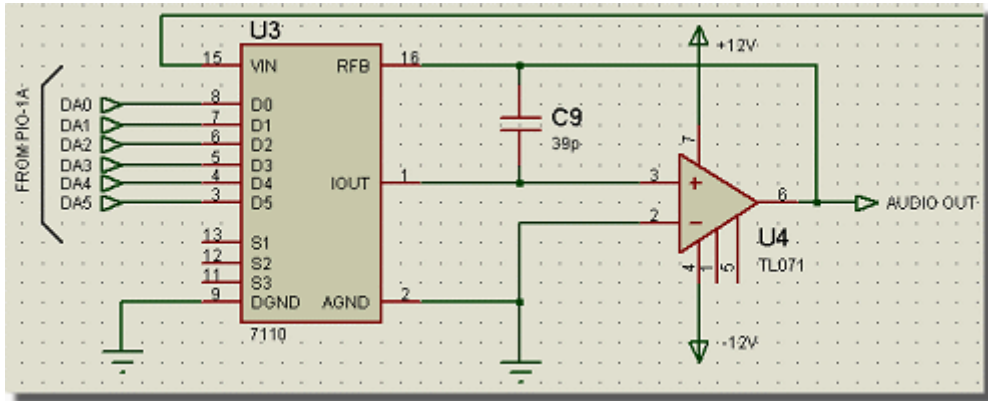 U3
15
VIN
RFB
16
+12V
FROM PIO-1A
DA0
8
D0
DA1
7
D1
DA2
6
D2
DA3
5
D3
DA4
4
D4
DA5
3
D5
C9
39p
7
IOUT
1
3
+
2
−
6
AUDIO OUT
U4
TL071
4
1
5
13
S1
12
S2
11
S3
9
DGND
AGND
2
7110
-12V